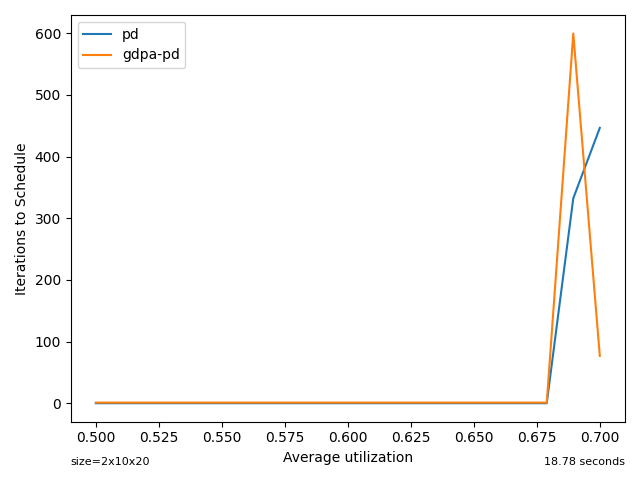 pd
gdpa-pd
600
500
400
300
200
100
0
Iterations to Schedule
0.500 0.525 0.550 0.575 0.600 0.625 0.650 0.675 0.700
Average utilization
size=2x10x20
18.78 seconds